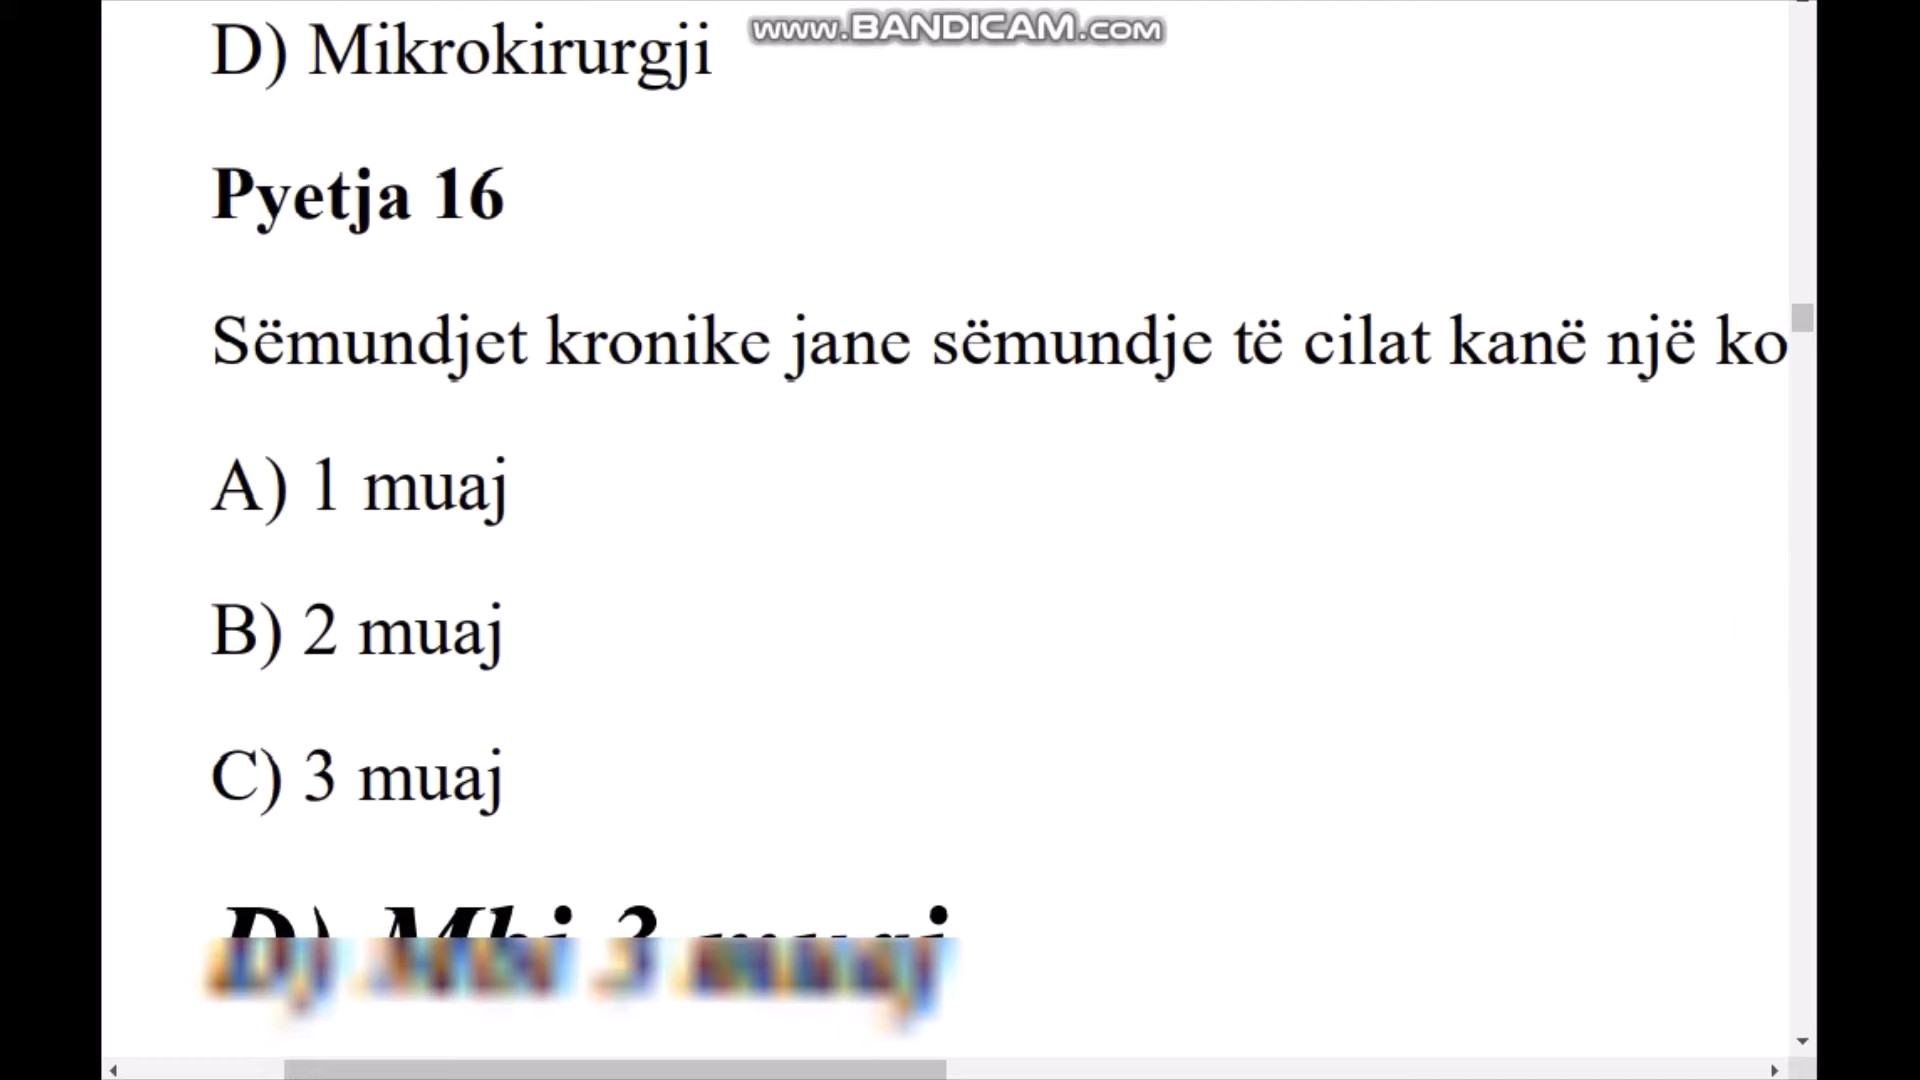 D) Mikrokirurgji
www.BANDICAM.com
Pyetja 16
Sëmundjet kronike jane sëmundje të cilat kanë një ko
A) 1 muaj
B) 2 muaj
C) 3 muaj
D) Mbi 3 muaj